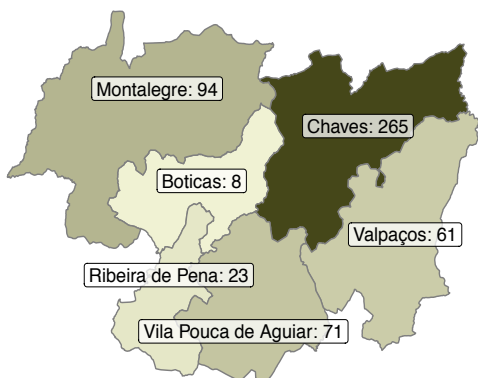 Montalegre: 94
Chaves: 265
Boticas: 8
Valpaços: 61
Ribeira de Pena: 23
Vila Pouca de Aguiar: 71